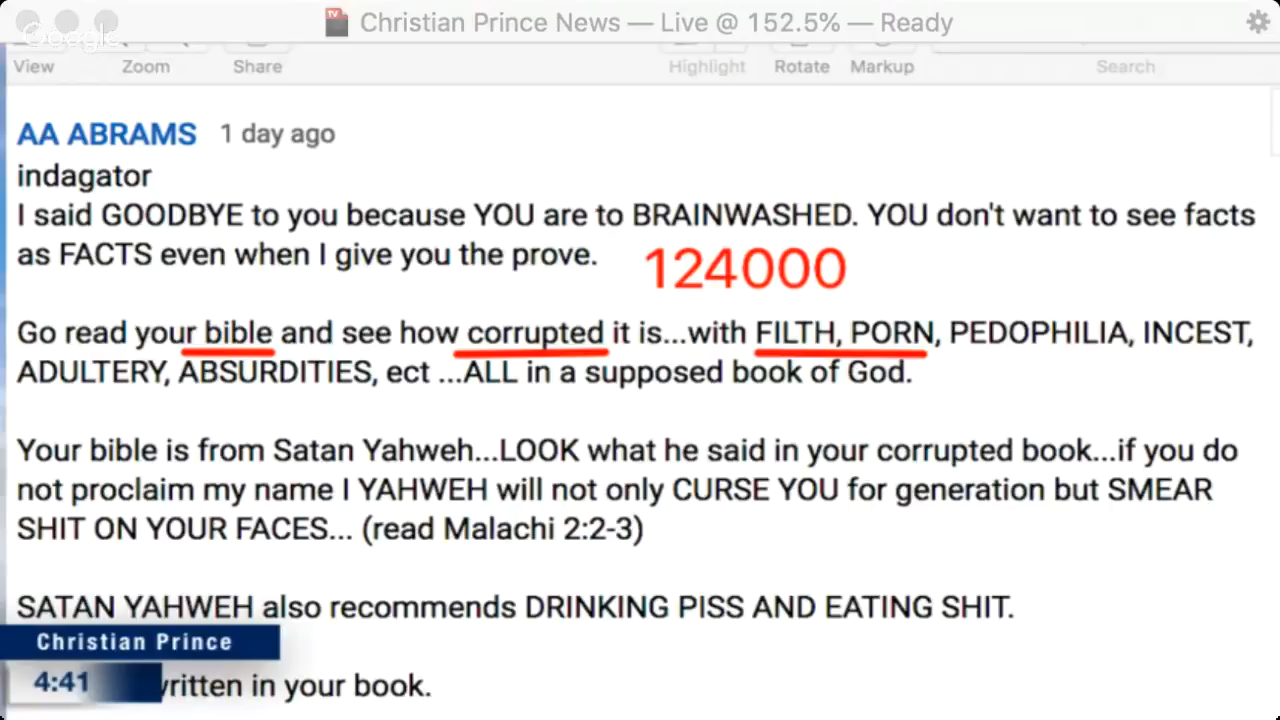 Christian Prince News — Live @ 152.5% — Ready
Google
View Zoom Share Highlight Rotate Markup Search
AA ABRAMS 1 day ago
indagator
I said GOODBYE to you because YOU are to BRAINWASHED. YOU don't want to see facts
as FACTS even when I give you the prove.
124000
Go read your bible and see how corrupted it is...with FILTH, PORN, PEDOPHILIA, INCEST,
ADULTERY, ABSURDITIES, ect ...ALL in a supposed book of God.
Your bible is from Satan Yahweh...LOOK what he said in your corrupted book...if you do
not proclaim my name I YAHWEH will not only CURSE YOU for generation but SMEAR
SHIT ON YOUR FACES... (read Malachi 2:2-3)
SATAN YAHWEH also recommends DRINKING PISS AND EATING SHIT.
Christian Prince
4:41
written in your book.